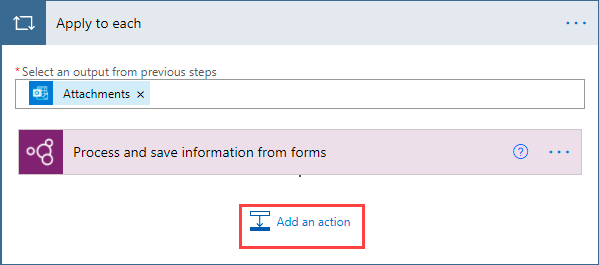 Apply to each
* Select an output from previous steps
Attachments ×
Process and save information from forms
Add an action